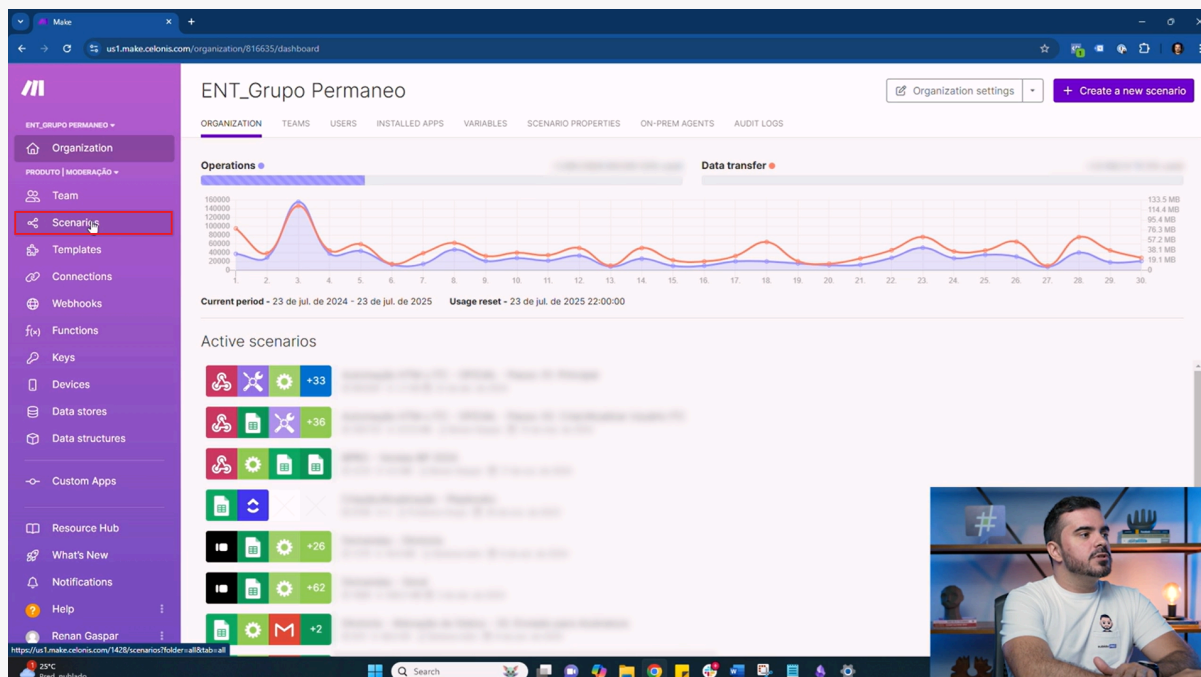 Make
us1.make.celonis.com/organization/816635/dashboard
ENT_Grupo Permaneo
Organization settings
+ Create a new scenario
ENT_GRUPO PERMANEO
ORGANIZATION TEAMS USERS INSTALLED APPS VARIABLES SCENARIO PROPERTIES ON-PREM AGENTS AUDIT LOGS
Organization
PRODUTO | MODERAÇÃO
Team
Scenarios
Templates
Connections
Webhooks
f(x) Functions
Keys
Devices
Data stores
Data structures
Custom Apps
Resource Hub
What's New
Notifications
? Help
Renan Gaspar
https://us1.make.celonis.com/1428/scenarios?folder=all&tab=all
Operations
Data transfer
160000
140000
120000
100000
80000
60000
40000
20000
0
133.5 MB
114.4 MB
95.4 MB
76.3 MB
57.2 MB
38.1 MB
19.1 MB
0
1. 2. 3. 4. 5. 6. 7. 8. 9. 10. 11. 12. 13. 14. 15. 16. 17. 18. 19. 20. 21. 22. 23. 24. 25. 26. 27. 28. 29. 30.
Current period - 23 de jul. de 2024 - 23 de jul. de 2025 Usage reset - 23 de jul. de 2025 22:00:00
Active scenarios
+33
+36
+26
+62
+2
1
25°C
Pred. nublado
Search
#